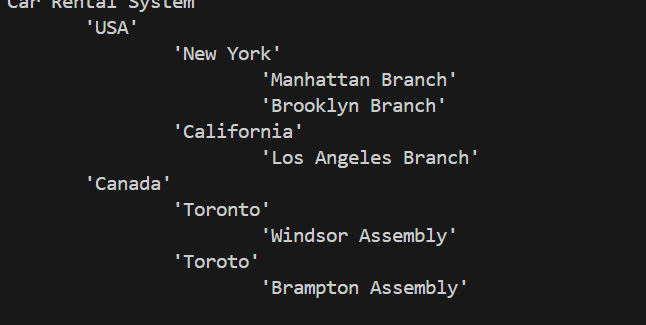 Car Rental System
'USA'
'New York'
'Manhattan Branch'
'Brooklyn Branch'
'California'
'Los Angeles Branch'
'Canada'
'Toronto'
'Windsor Assembly'
'Toroto'
'Brampton Assembly'